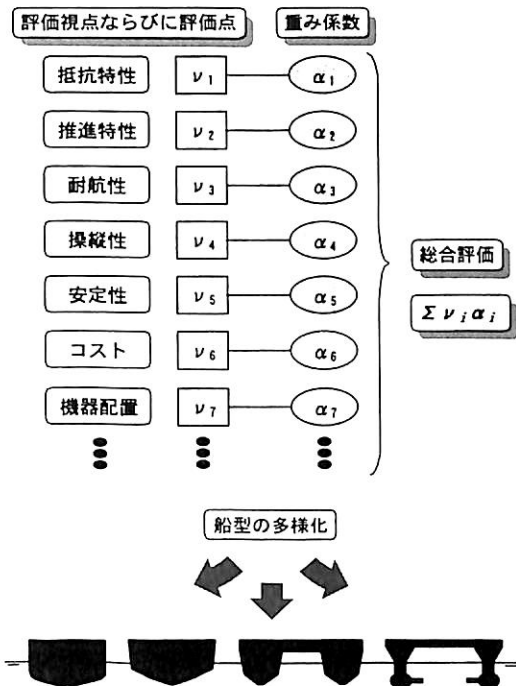 評価視点ならびに評価点 重み係数
抵抗特性 ν₁ α₁
推進特性 ν₂ α₂
耐航性 ν₃ α₃
操縦性 ν₄ α₄
総合評価
安定性 ν₅ α₅
Σ νᵢ αᵢ
コスト ν₆ α₆
機器配置 ν₇ α₇
船型の多様化